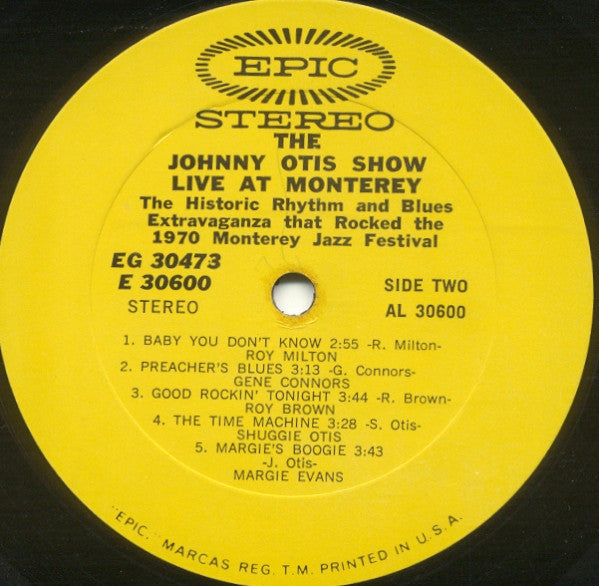 EPIC
STEREO
THE
JOHNNY OTIS SHOW
LIVE AT MONTEREY
The Historic Rhythm and Blues
Extravaganza that Rocked the
1970 Monterey Jazz Festival
EG 30473
E 30600
STEREO
SIDE TWO
AL 30600
1. BABY YOU DON'T KNOW 2:55 -R. Milton-
ROY MILTON
2. PREACHER'S BLUES 3:13 -G. Connors-
GENE CONNORS
3. GOOD ROCKIN' TONIGHT 3:44 -R. Brown-
ROY BROWN
4. THE TIME MACHINE 3:28 -S. Otis-
SHUGGIE OTIS
5. MARGIE'S BOOGIE 3:43
-J. Otis-
MARGIE EVANS
"EPIC," MARCAS REG. T.M. PRINTED IN U.S.A.